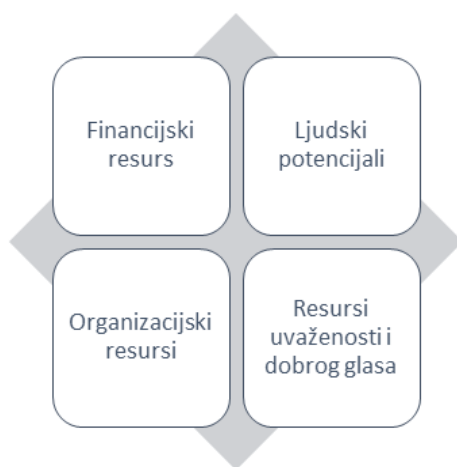 Financijski
resurs
Ljudski
potencijali
Organizacijski
resursi
Resursi
uvaženosti i
dobrog glasa